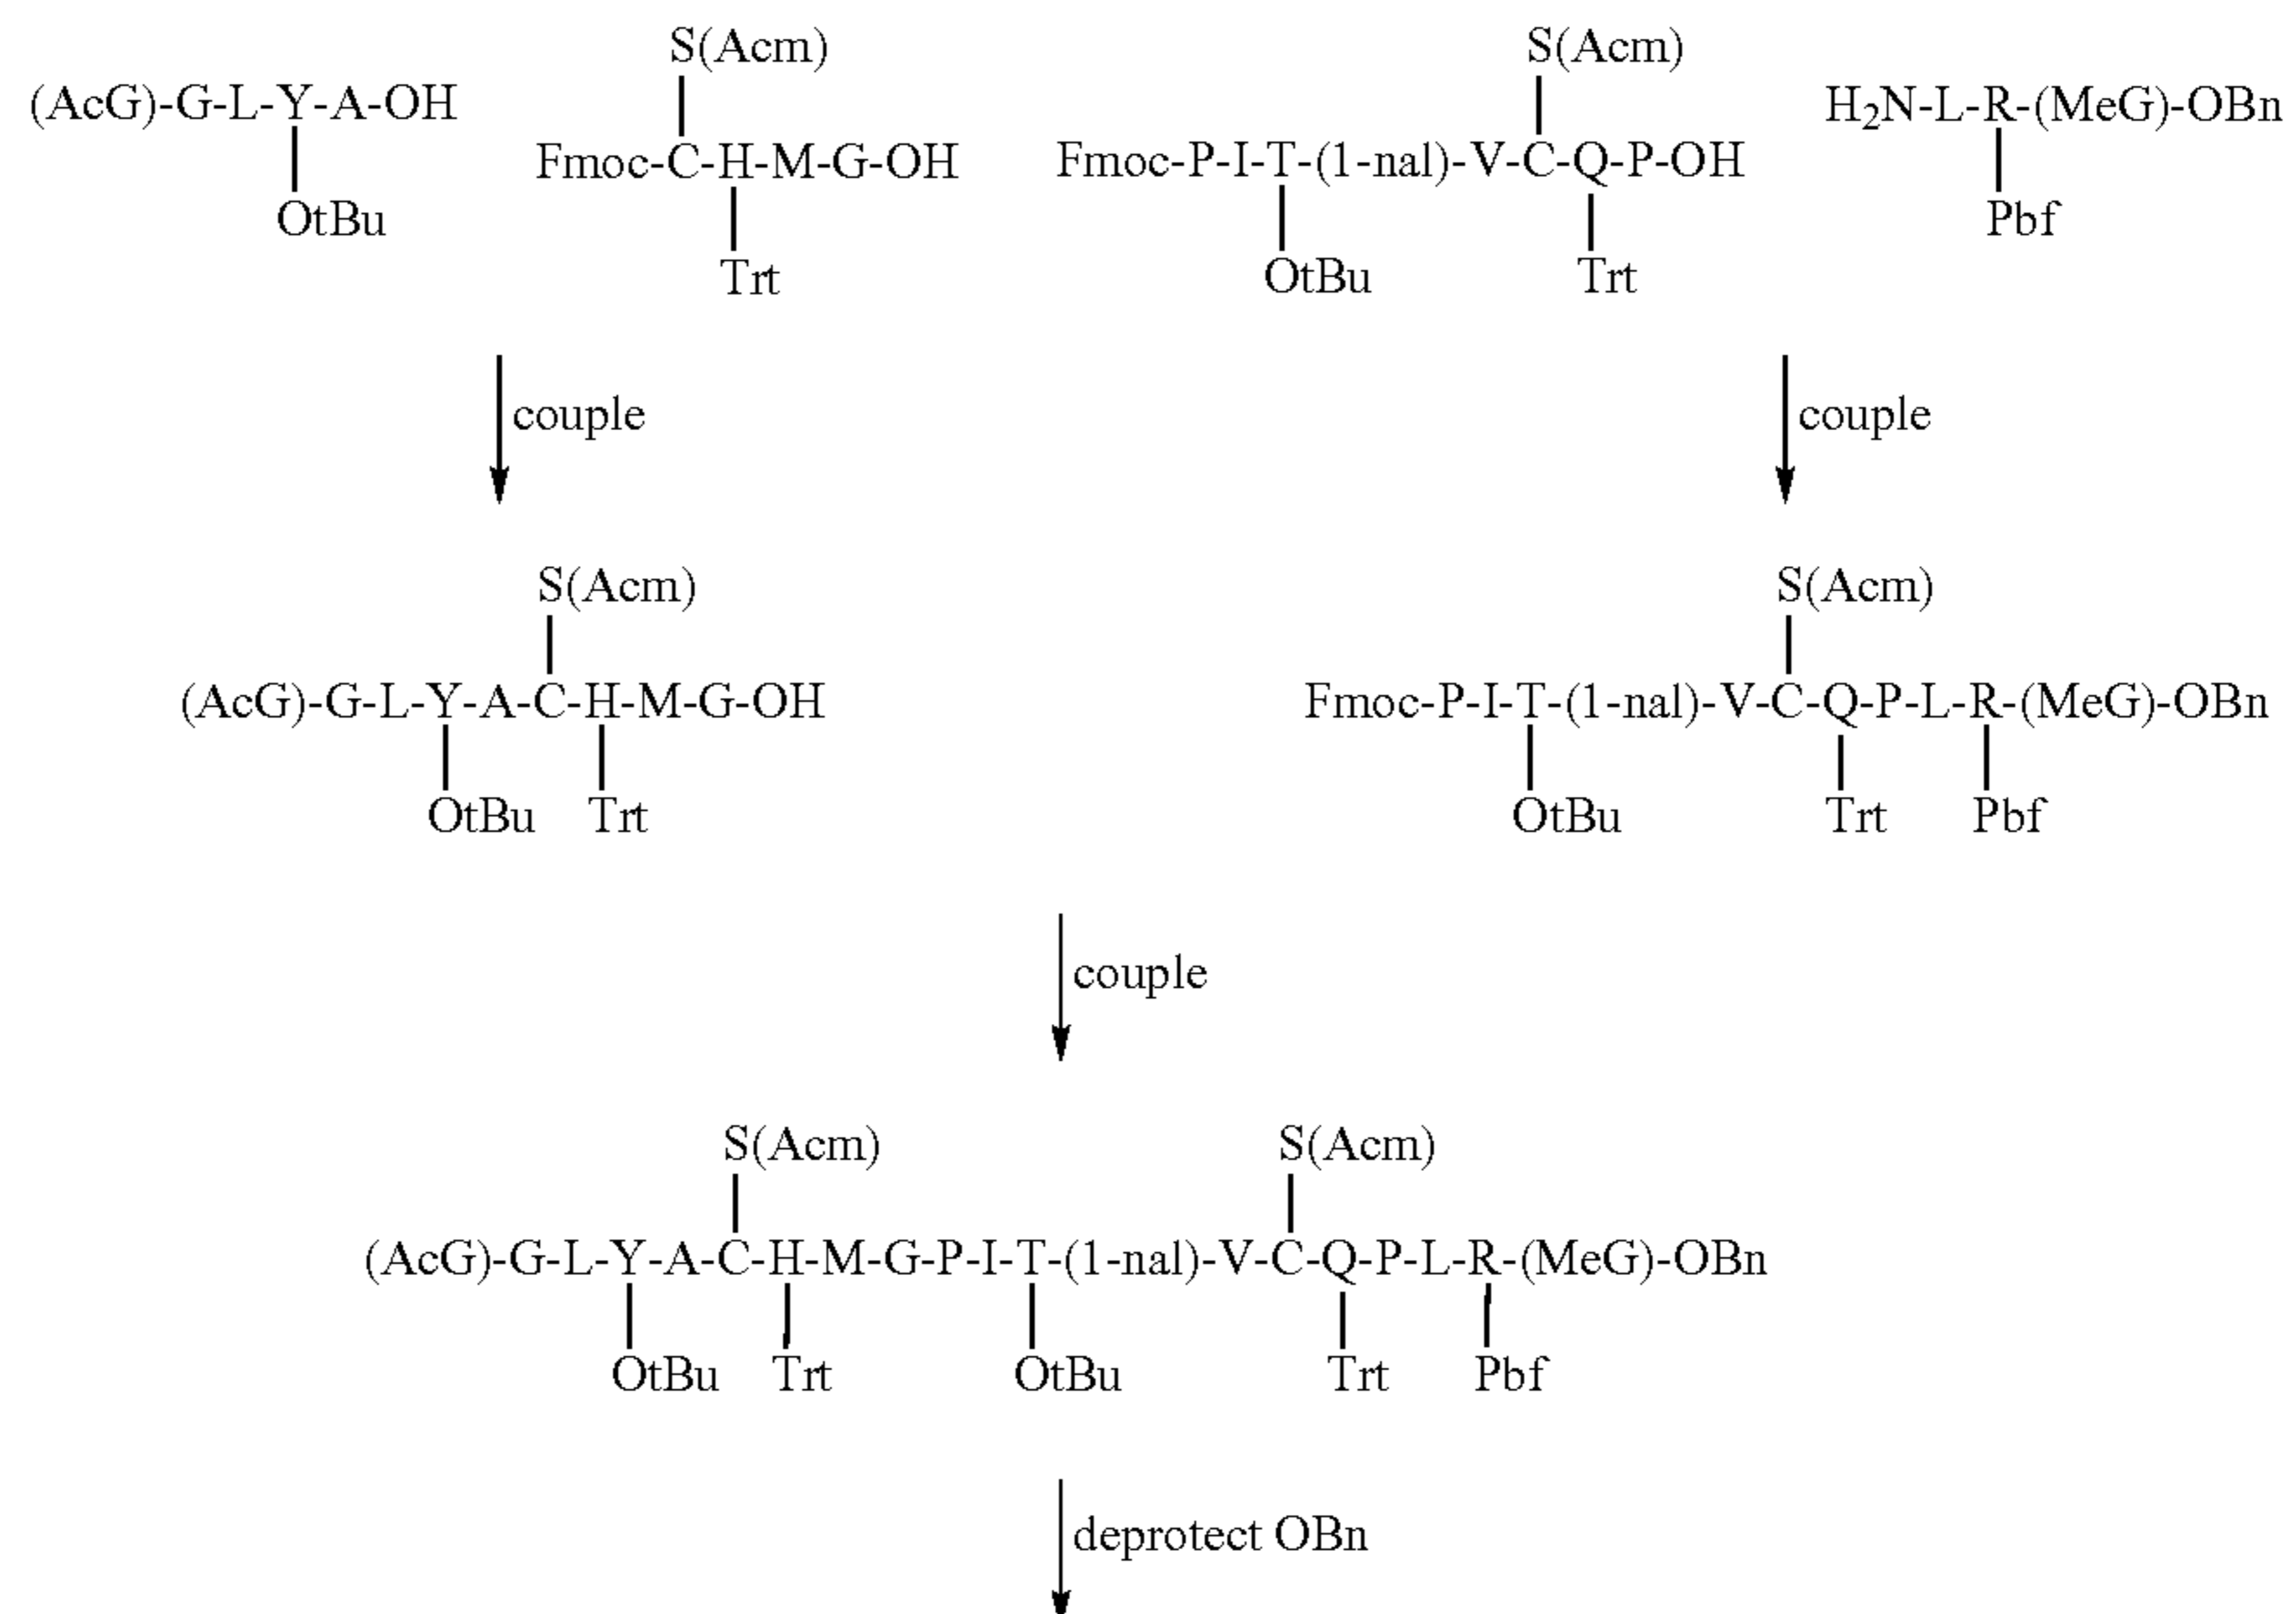 S(Acm) S(Acm)
(AcG)-G-L-Y-A-OH H2N-L-R-(MeG)-OBn
Fmoc-C-H-M-G-OH Fmoc-P-I-T-(1-nal)-V-C-Q-P-OH
OtBu Pbf
Trt OtBu Trt
couple couple
S(Acm) S(Acm)
(AcG)-G-L-Y-A-C-H-M-G-OH Fmoc-P-I-T-(1-nal)-V-C-Q-P-L-R-(MeG)-OBn
OtBu Trt OtBu Trt Pbf
couple
S(Acm) S(Acm)
(AcG)-G-L-Y-A-C-H-M-G-P-I-T-(1-nal)-V-C-Q-P-L-R-(MeG)-OBn
OtBu Trt OtBu Trt Pbf
deprotect OBn